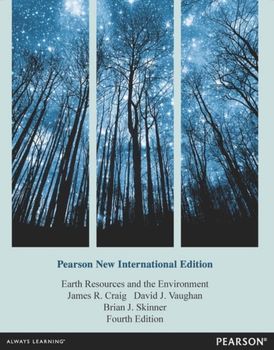 Pearson New International Edition
Earth Resources and the Environment
James R. Craig David J. Vaughan
Brian J. Skinner
Fourth Edition
ALWAYS LEARNING
PEARSON